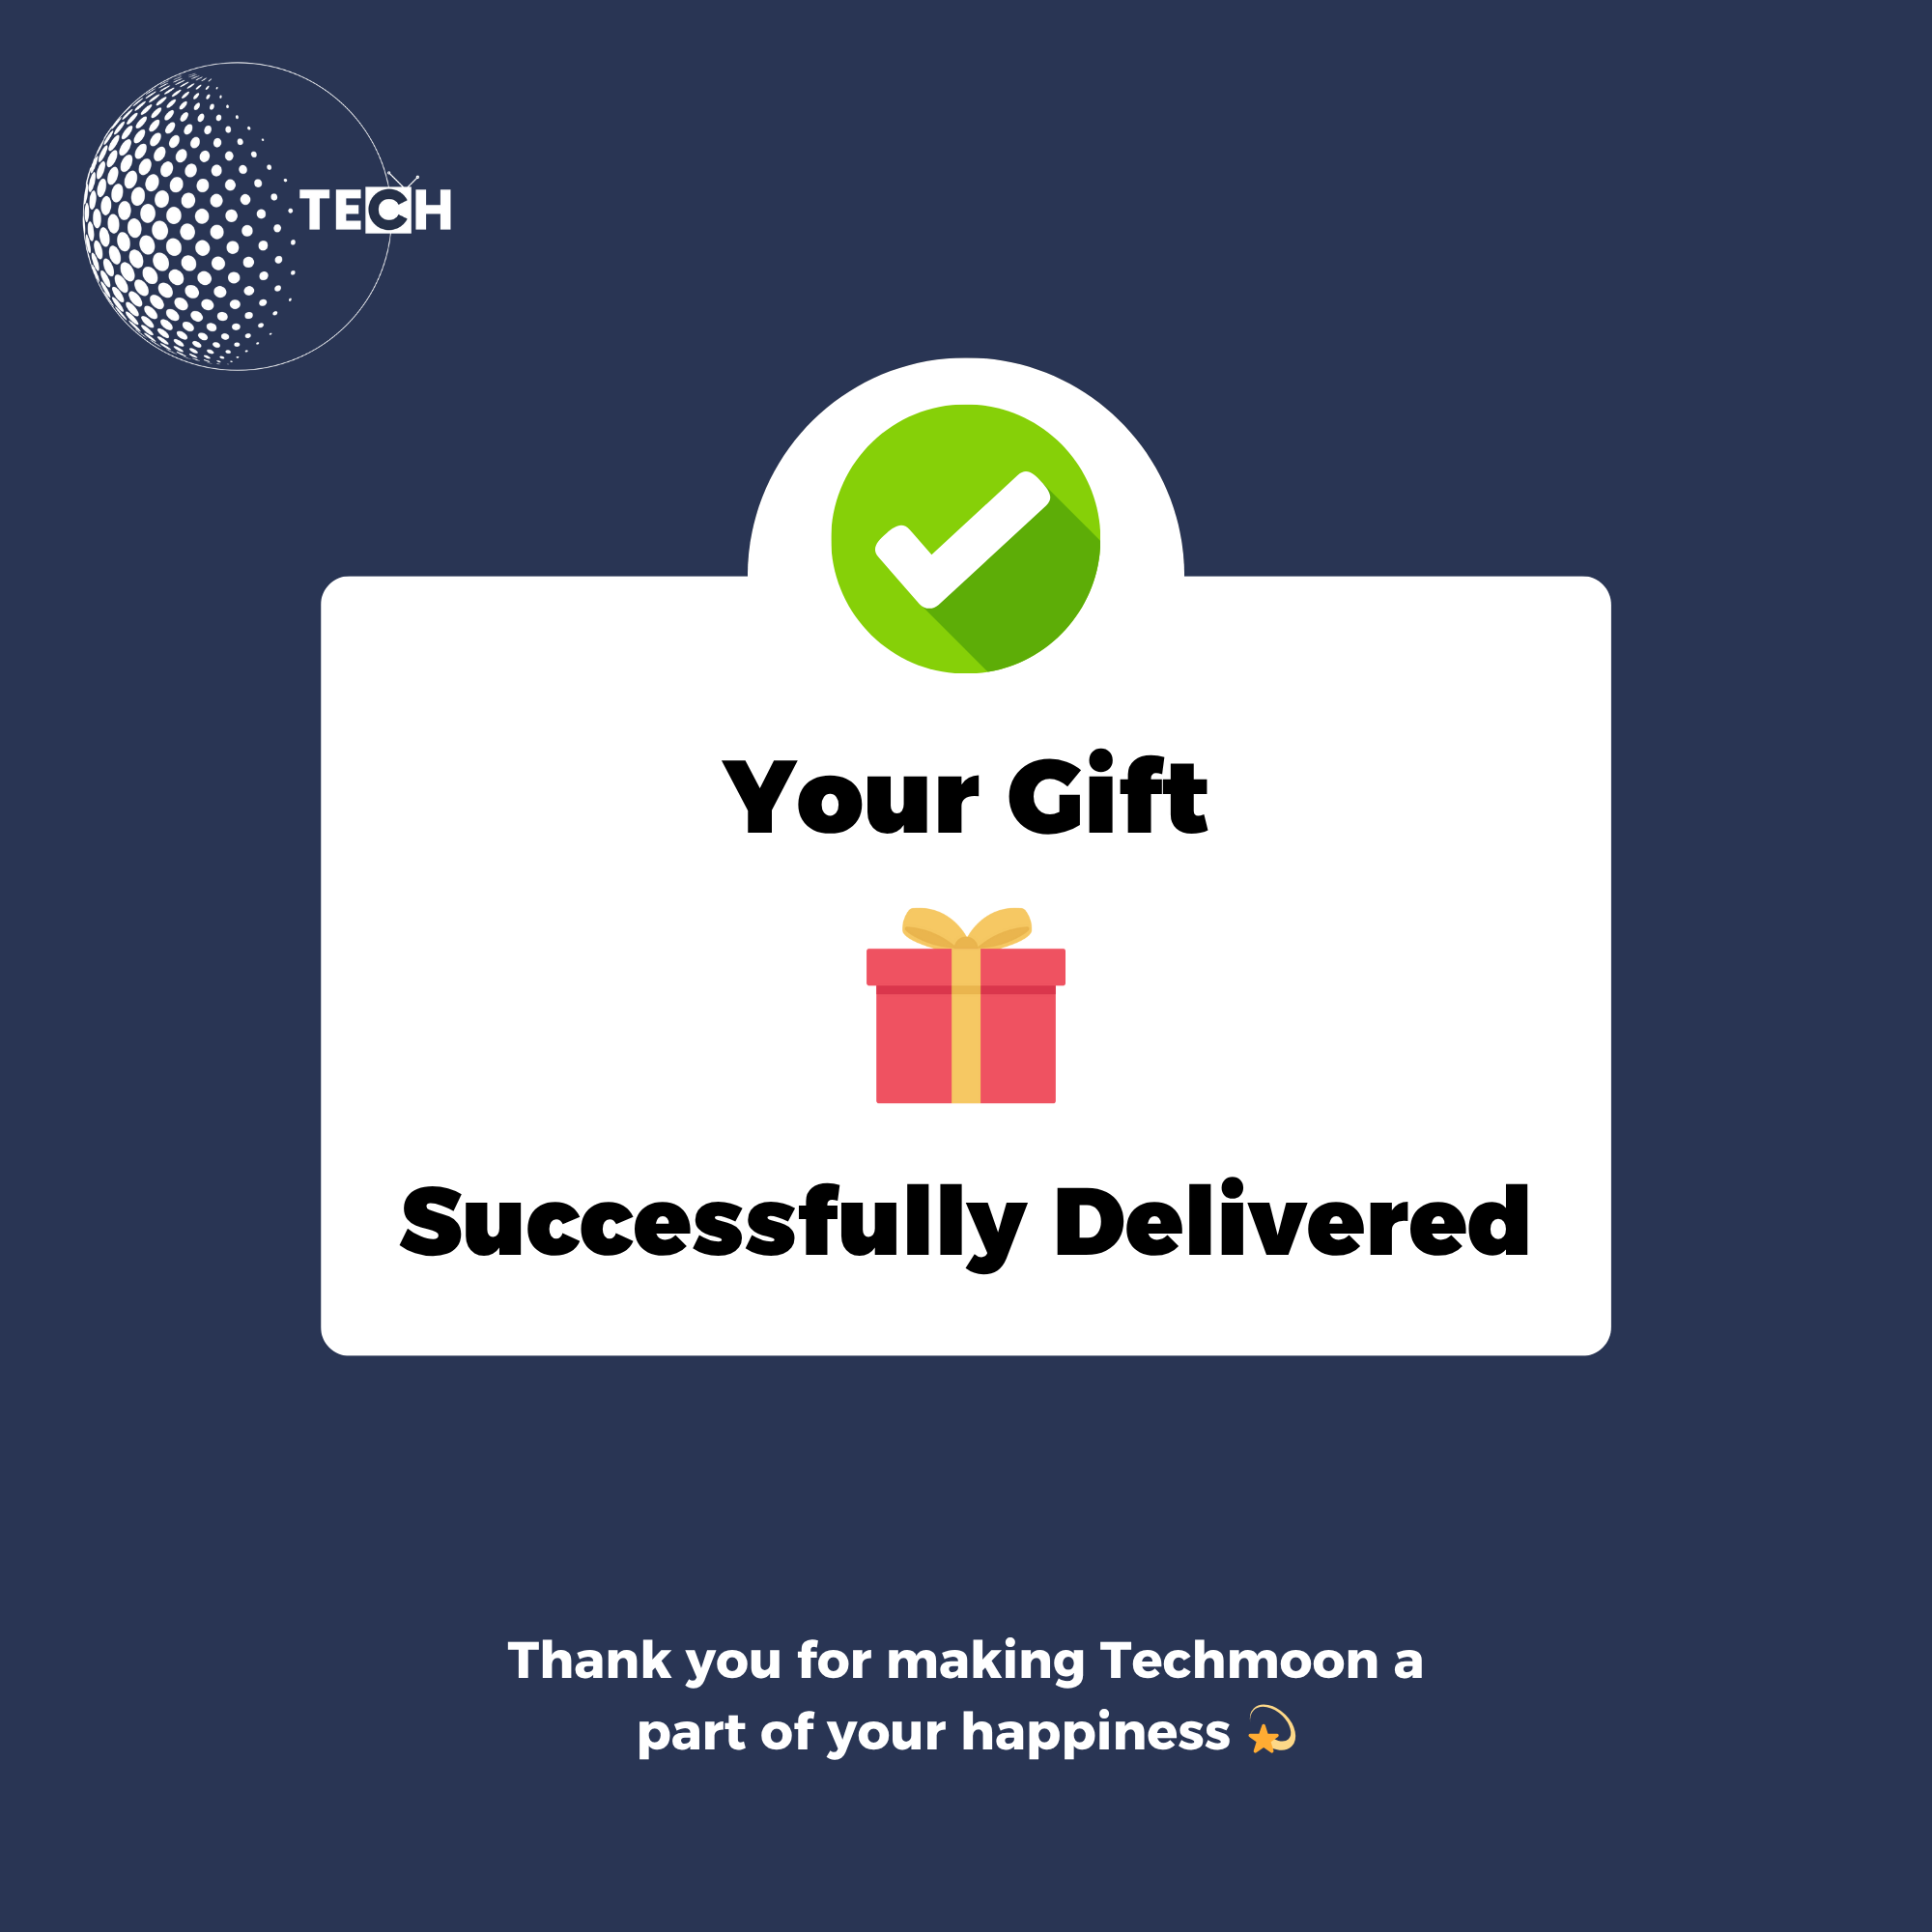 TECH
Your Gift
Successfully Delivered
Thank you for making Techmoon a
part of your happiness 💫